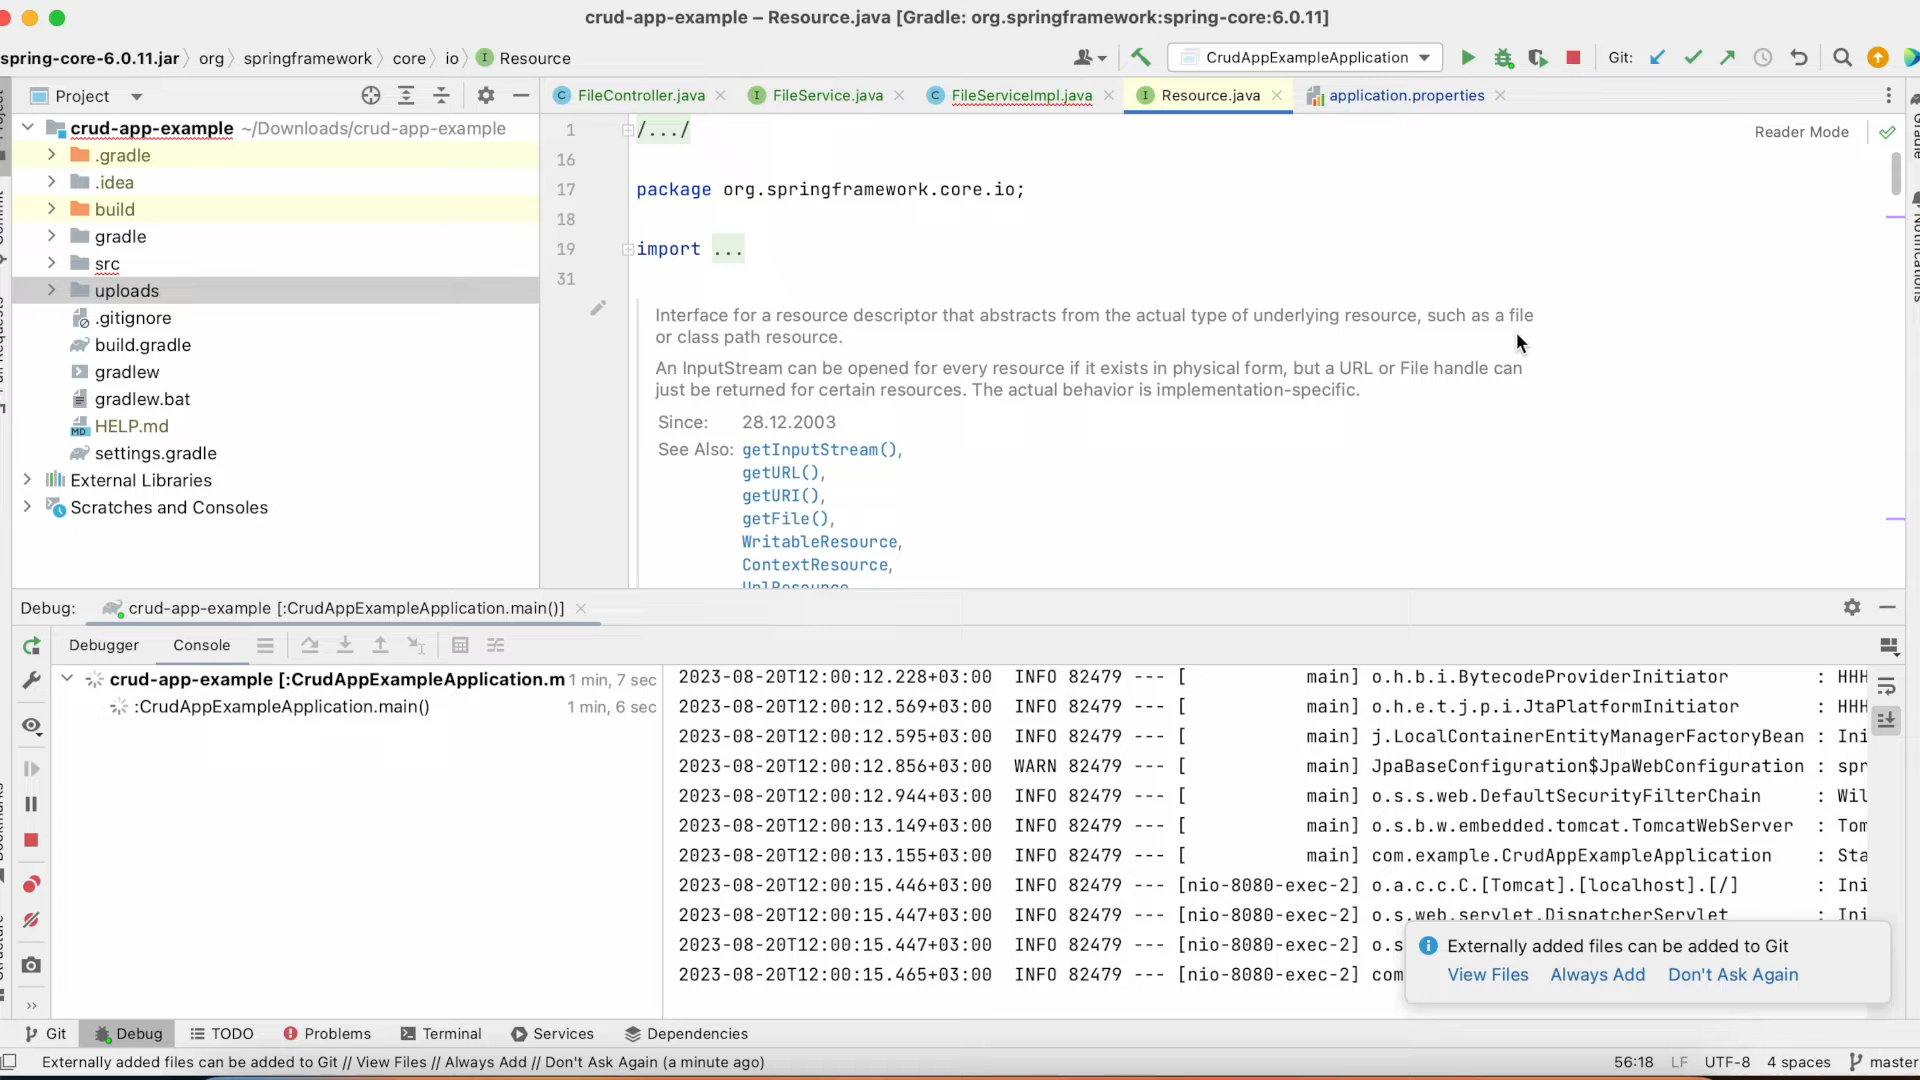 crud-app-example – Resource.java [Gradle: org.springframework:spring-core:6.0.11]
spring-core-6.0.11.jar org springframework core io Resource
CrudAppExampleApplication
Git:
Project
FileController.java
FileService.java
FileServiceImpl.java
Resource.java
application.properties
crud-app-example ~/Downloads/crud-app-example
.gradle
.idea
build
gradle
src
uploads
.gitignore
build.gradle
gradlew
gradlew.bat
HELP.md
settings.gradle
External Libraries
Scratches and Consoles
Reader Mode
1 /.../
16
17 package org.springframework.core.io;
18
19 import ...
31
Interface for a resource descriptor that abstracts from the actual type of underlying resource, such as a file
or class path resource.
An InputStream can be opened for every resource if it exists in physical form, but a URL or File handle can
just be returned for certain resources. The actual behavior is implementation-specific.
Since: 28.12.2003
See Also: getInputStream(),
getURL(),
getURI(),
getFile(),
WritableResource,
ContextResource,
Gradle
Notifications
Debug: crud-app-example [:CrudAppExampleApplication.main()]
Debugger Console
crud-app-example [:CrudAppExampleApplication.m 1 min, 7 sec
:CrudAppExampleApplication.main() 1 min, 6 sec
2023-08-20T12:00:12.228+03:00 INFO 82479 --- [ main] o.h.b.i.BytecodeProviderInitiator : HHH
2023-08-20T12:00:12.569+03:00 INFO 82479 --- [ main] o.h.e.t.j.p.i.JtaPlatformInitiator : HHH
2023-08-20T12:00:12.595+03:00 INFO 82479 --- [ main] j.LocalContainerEntityManagerFactoryBean : Ini
2023-08-20T12:00:12.856+03:00 WARN 82479 --- [ main] JpaBaseConfiguration$JpaWebConfiguration : spr
2023-08-20T12:00:12.944+03:00 INFO 82479 --- [ main] o.s.s.web.DefaultSecurityFilterChain : Wil
2023-08-20T12:00:13.149+03:00 INFO 82479 --- [ main] o.s.b.w.embedded.tomcat.TomcatWebServer : Tom
2023-08-20T12:00:13.155+03:00 INFO 82479 --- [ main] com.example.CrudAppExampleApplication : Sta
2023-08-20T12:00:15.446+03:00 INFO 82479 --- [nio-8080-exec-2] o.a.c.c.C.[Tomcat].[localhost].[/] : Ini
2023-08-20T12:00:15.447+03:00 INFO 82479 --- [nio-8080-exec-2] o.s.web.servlet.DispatcherServlet : Ini
2023-08-20T12:00:15.447+03:00 INFO 82479 --- [nio-8080-exec-2] o.s
2023-08-20T12:00:15.465+03:00 INFO 82479 --- [nio-8080-exec-2] com
Externally added files can be added to Git
View Files Always Add Don't Ask Again
Git Debug TODO Problems Terminal Services Dependencies
Externally added files can be added to Git // View Files // Always Add // Don't Ask Again (a minute ago)
56:18 LF UTF-8 4 spaces master